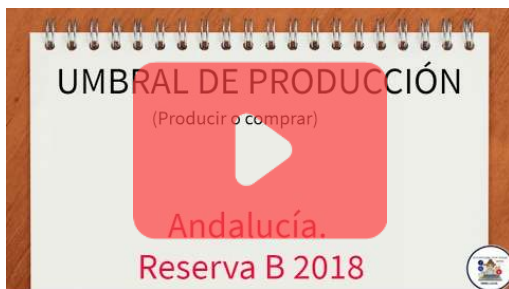 UMBRAL DE PRODUCCIÓN
(Producir o comprar)
Andalucía.
Reserva B 2018